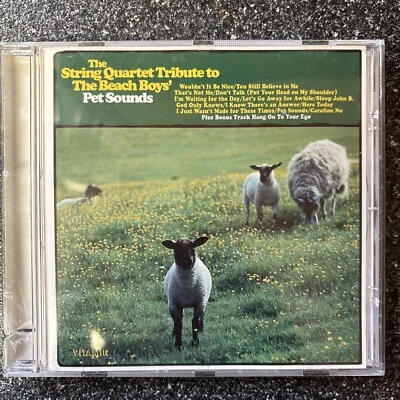 The
String Quartet Tribute to
The Beach Boys'
Pet Sounds
Wouldn't It Be Nice/You Still Believe in Me
That's Not Me/Don't Talk (Put Your Head on My Shoulder)
I'm Waiting for the Day/Let's Go Away for Awhile/Sloop John B.
God Only Knows/I Know There's an Answer/Here Today
I Just Wasn't Made for These Times/Pet Sounds/Caroline No
Plus Bonus Track Hang On To Your Ego
VITAMIN